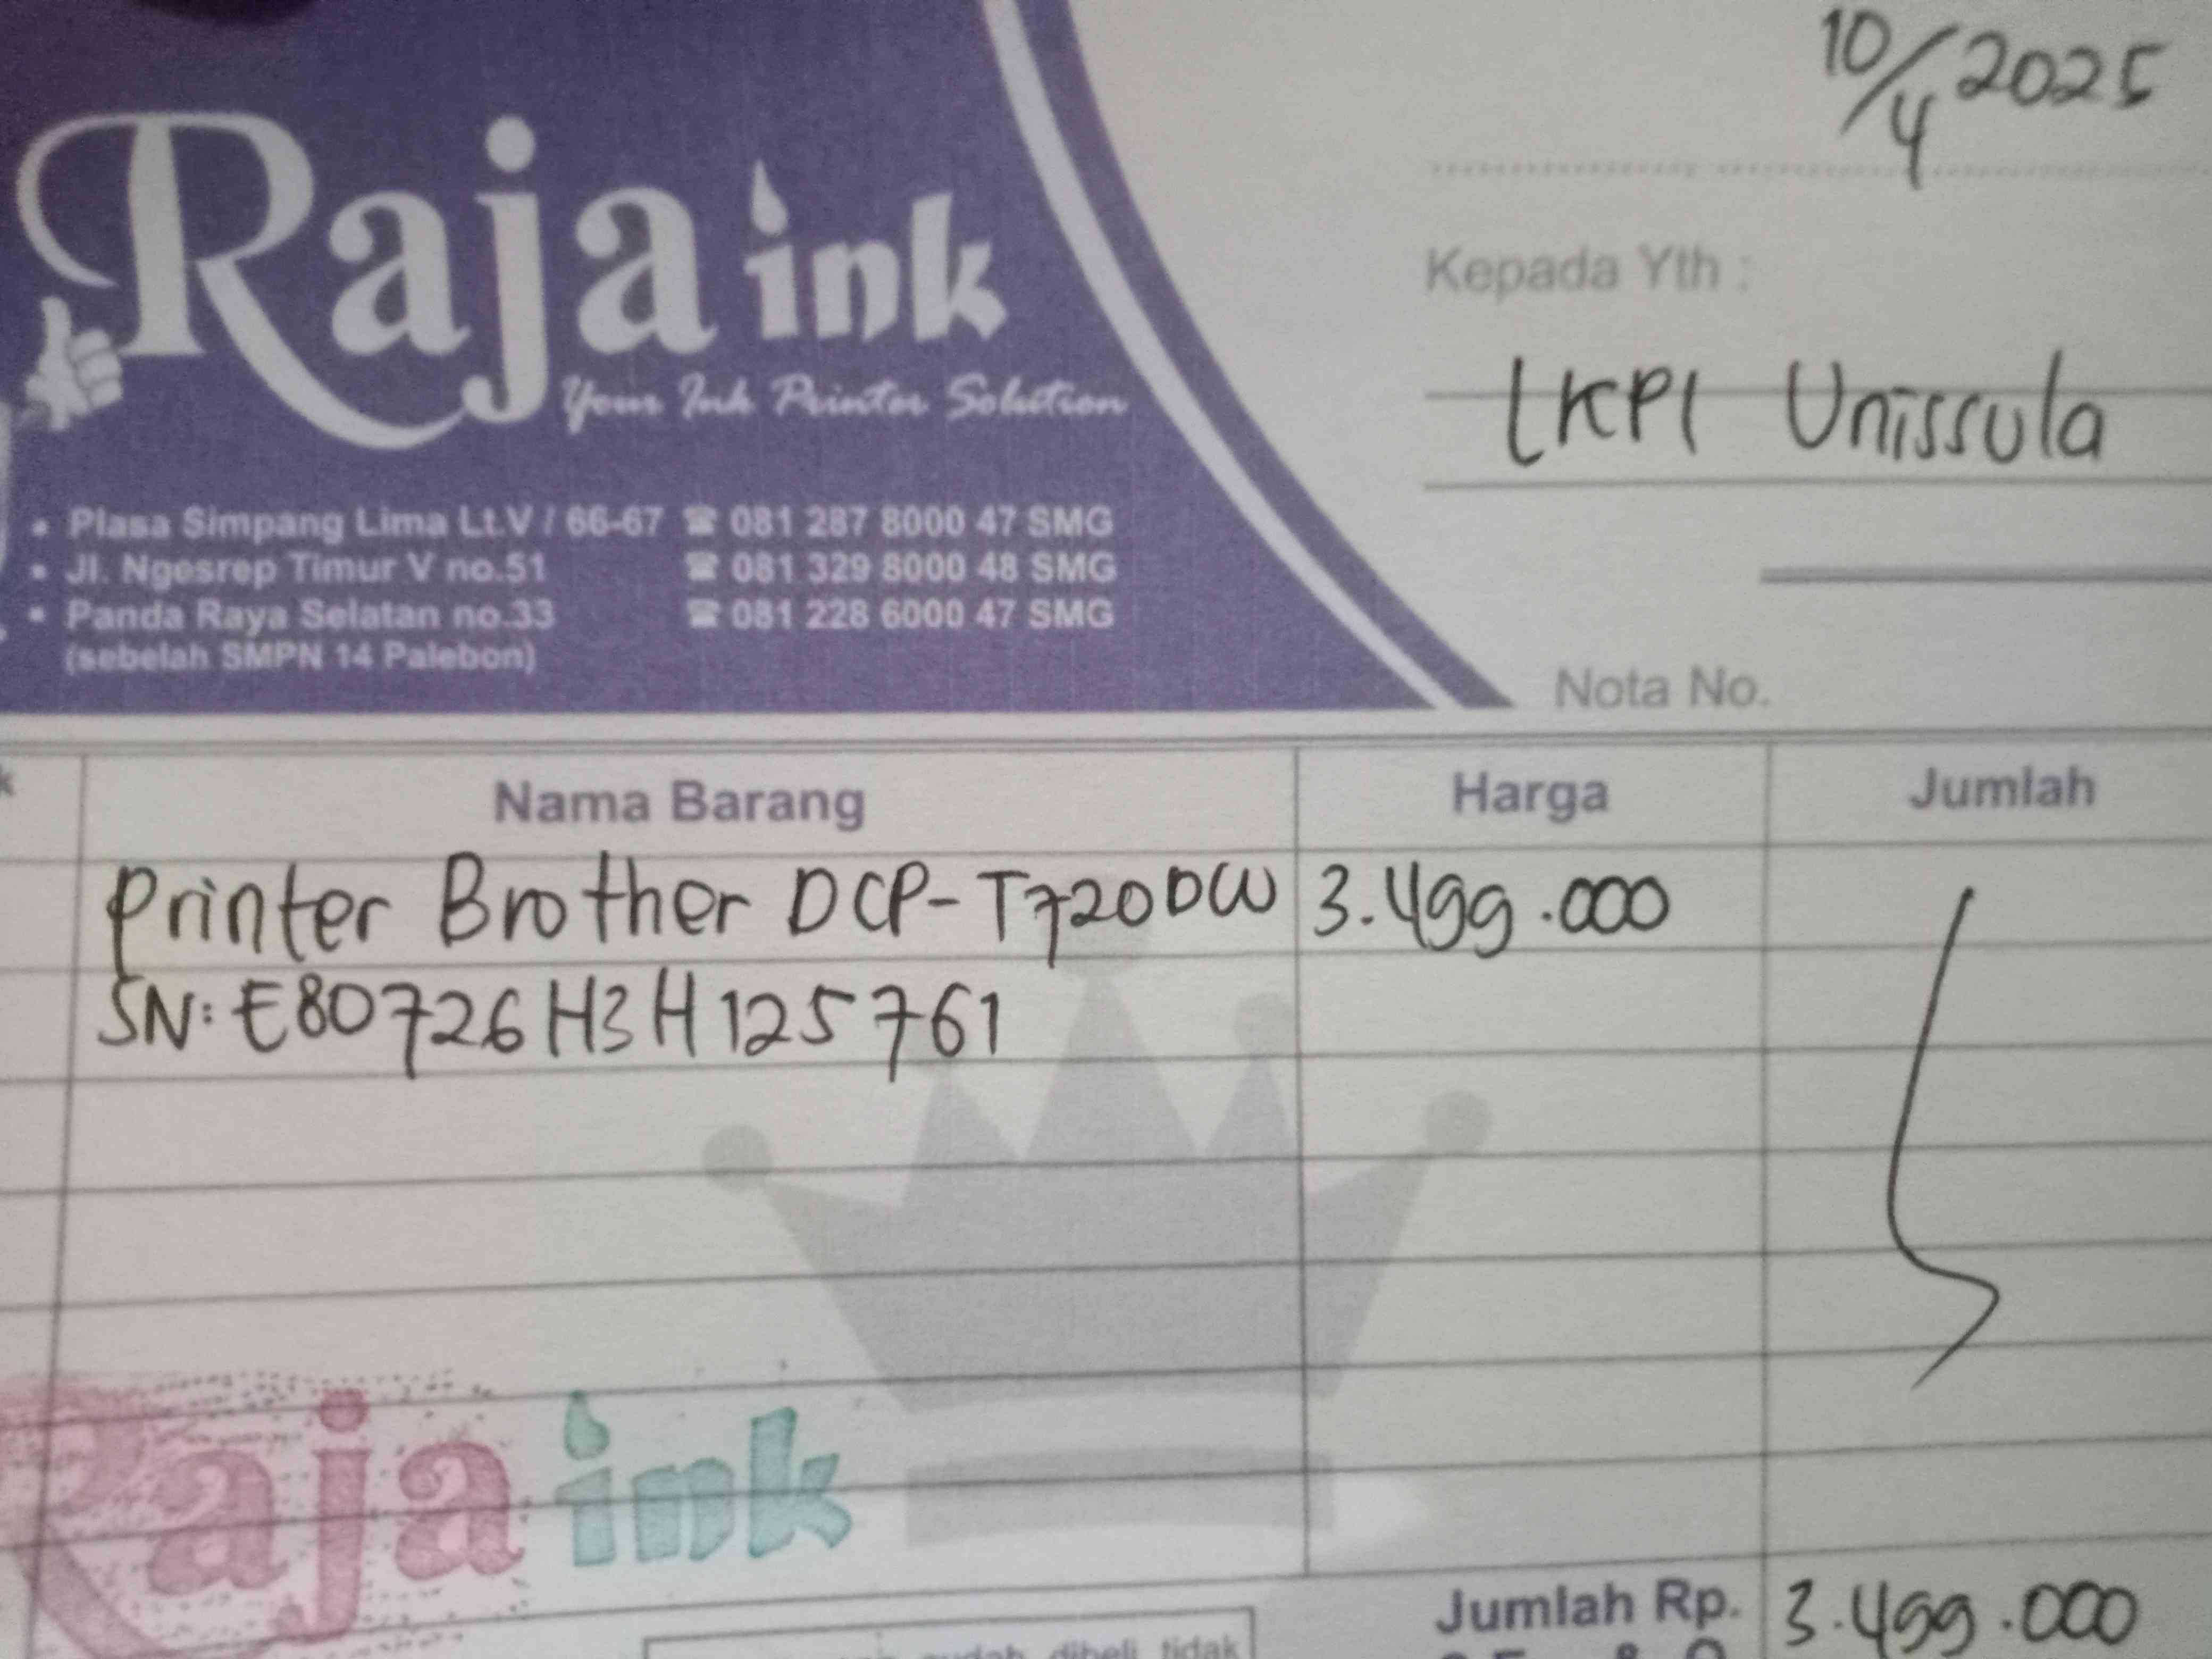 10/4 2025
Raja ink
Your Ink Printer Solution
Kepada Yth :
LKPI Unissula
• Plasa Simpang Lima Lt.V / 66-67 ☎ 081 287 8000 47 SMG
• Jl. Ngesrep Timur V no.51 ☎ 081 329 8000 48 SMG
• Panda Raya Selatan no.33 ☎ 081 228 6000 47 SMG
(sebelah SMPN 14 Palebon)
Nota No.
Nama Barang Harga Jumlah
Printer Brother DCP-T720DW 3.499.000
SN: E80726H3H125761
Raja ink
Jumlah Rp. 3.499.000
sudah dibeli tidak